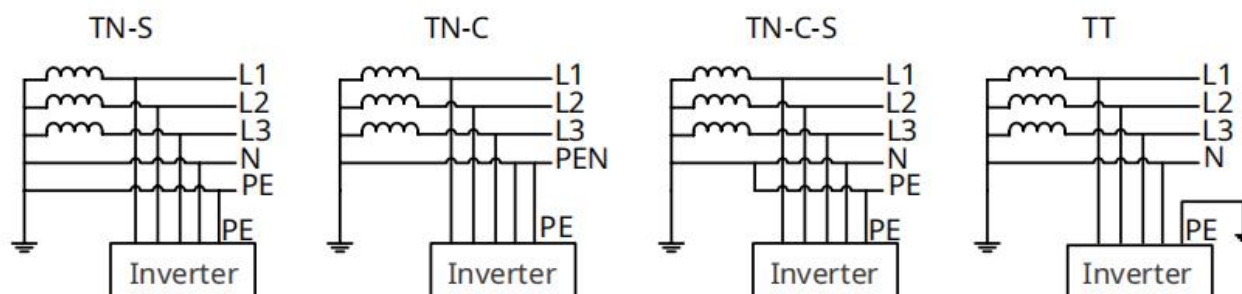 TN-S TN-C TN-C-S TT
L1 L1 L1 L1
L2 L2 L2 L2
L3 L3 L3 L3
N PEN N N
PE PE
PE PE PE PE
Inverter Inverter Inverter Inverter